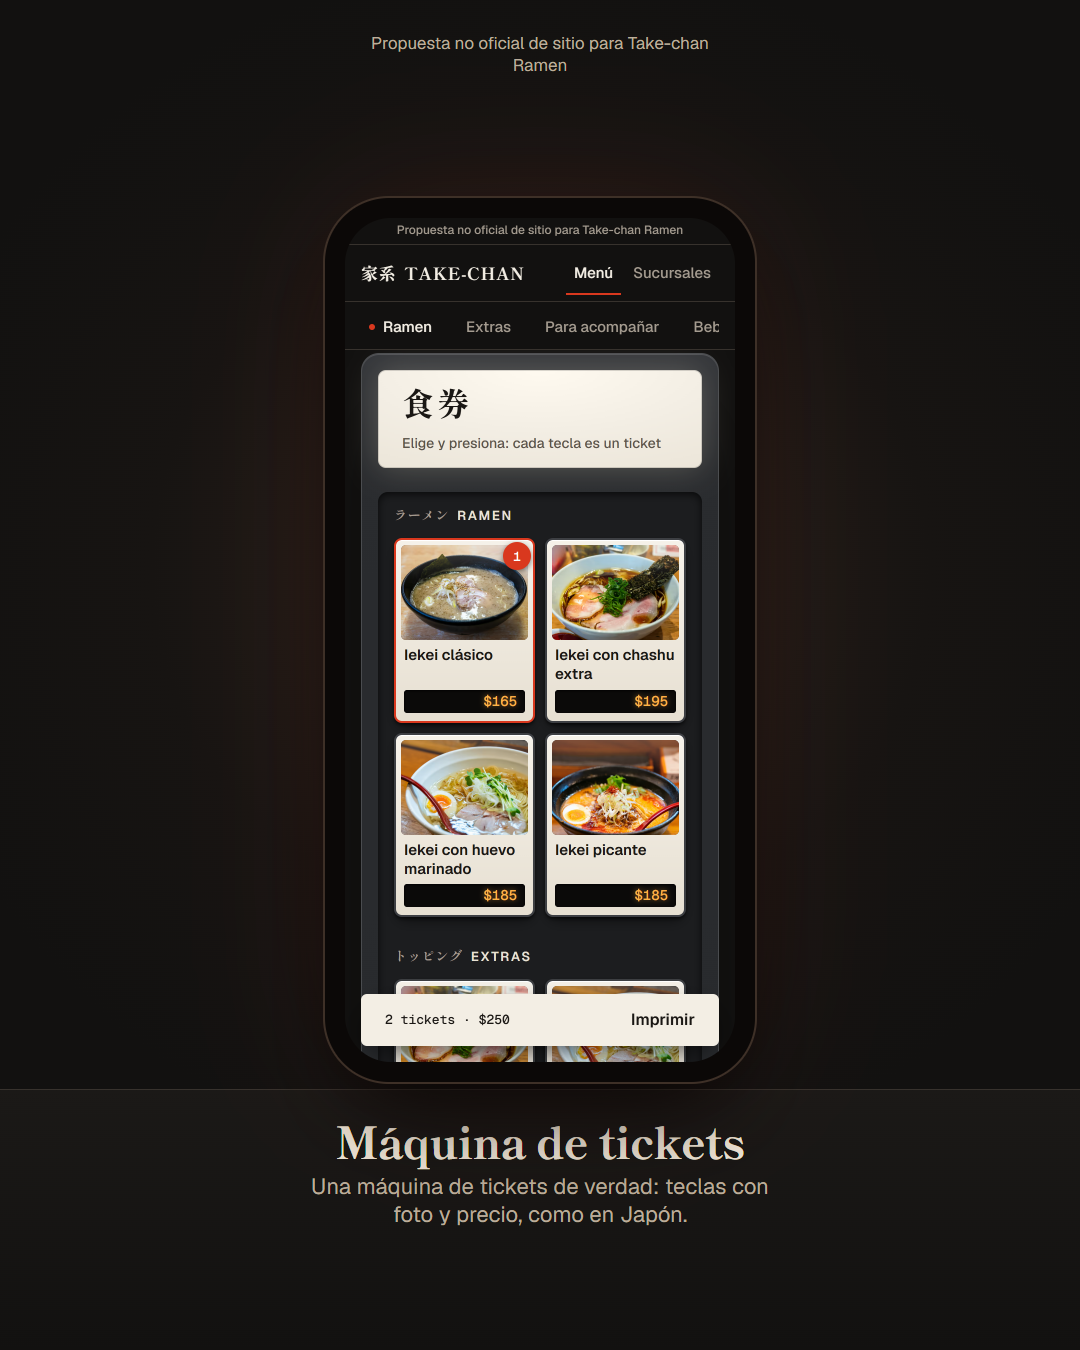 Propuesta no oficial de sitio para Take-chan
Ramen
Propuesta no oficial de sitio para Take-chan Ramen
家系 TAKE-CHAN
Menú
Sucursales
Ramen
Extras
Para acompañar
Beb
食券
Elige y presiona: cada tecla es un ticket
ラーメン RAMEN
1
Iekei clásico
$165
Iekei con chashu
extra
$195
Iekei con huevo
marinado
$185
Iekei picante
$185
トッピング EXTRAS
2 tickets · $250
Imprimir
Máquina de tickets
Una máquina de tickets de verdad: teclas con
foto y precio, como en Japón.